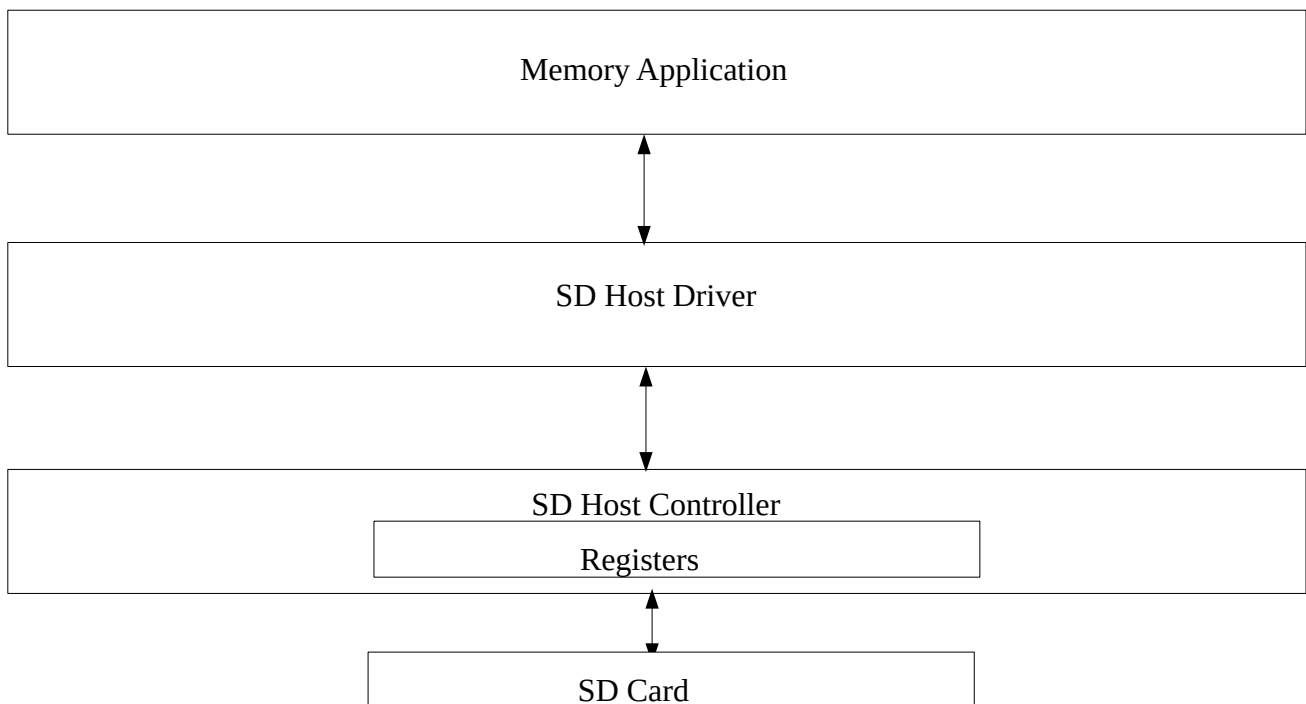 Memory Application
SD Host Driver
SD Host Controller
Registers
SD Card